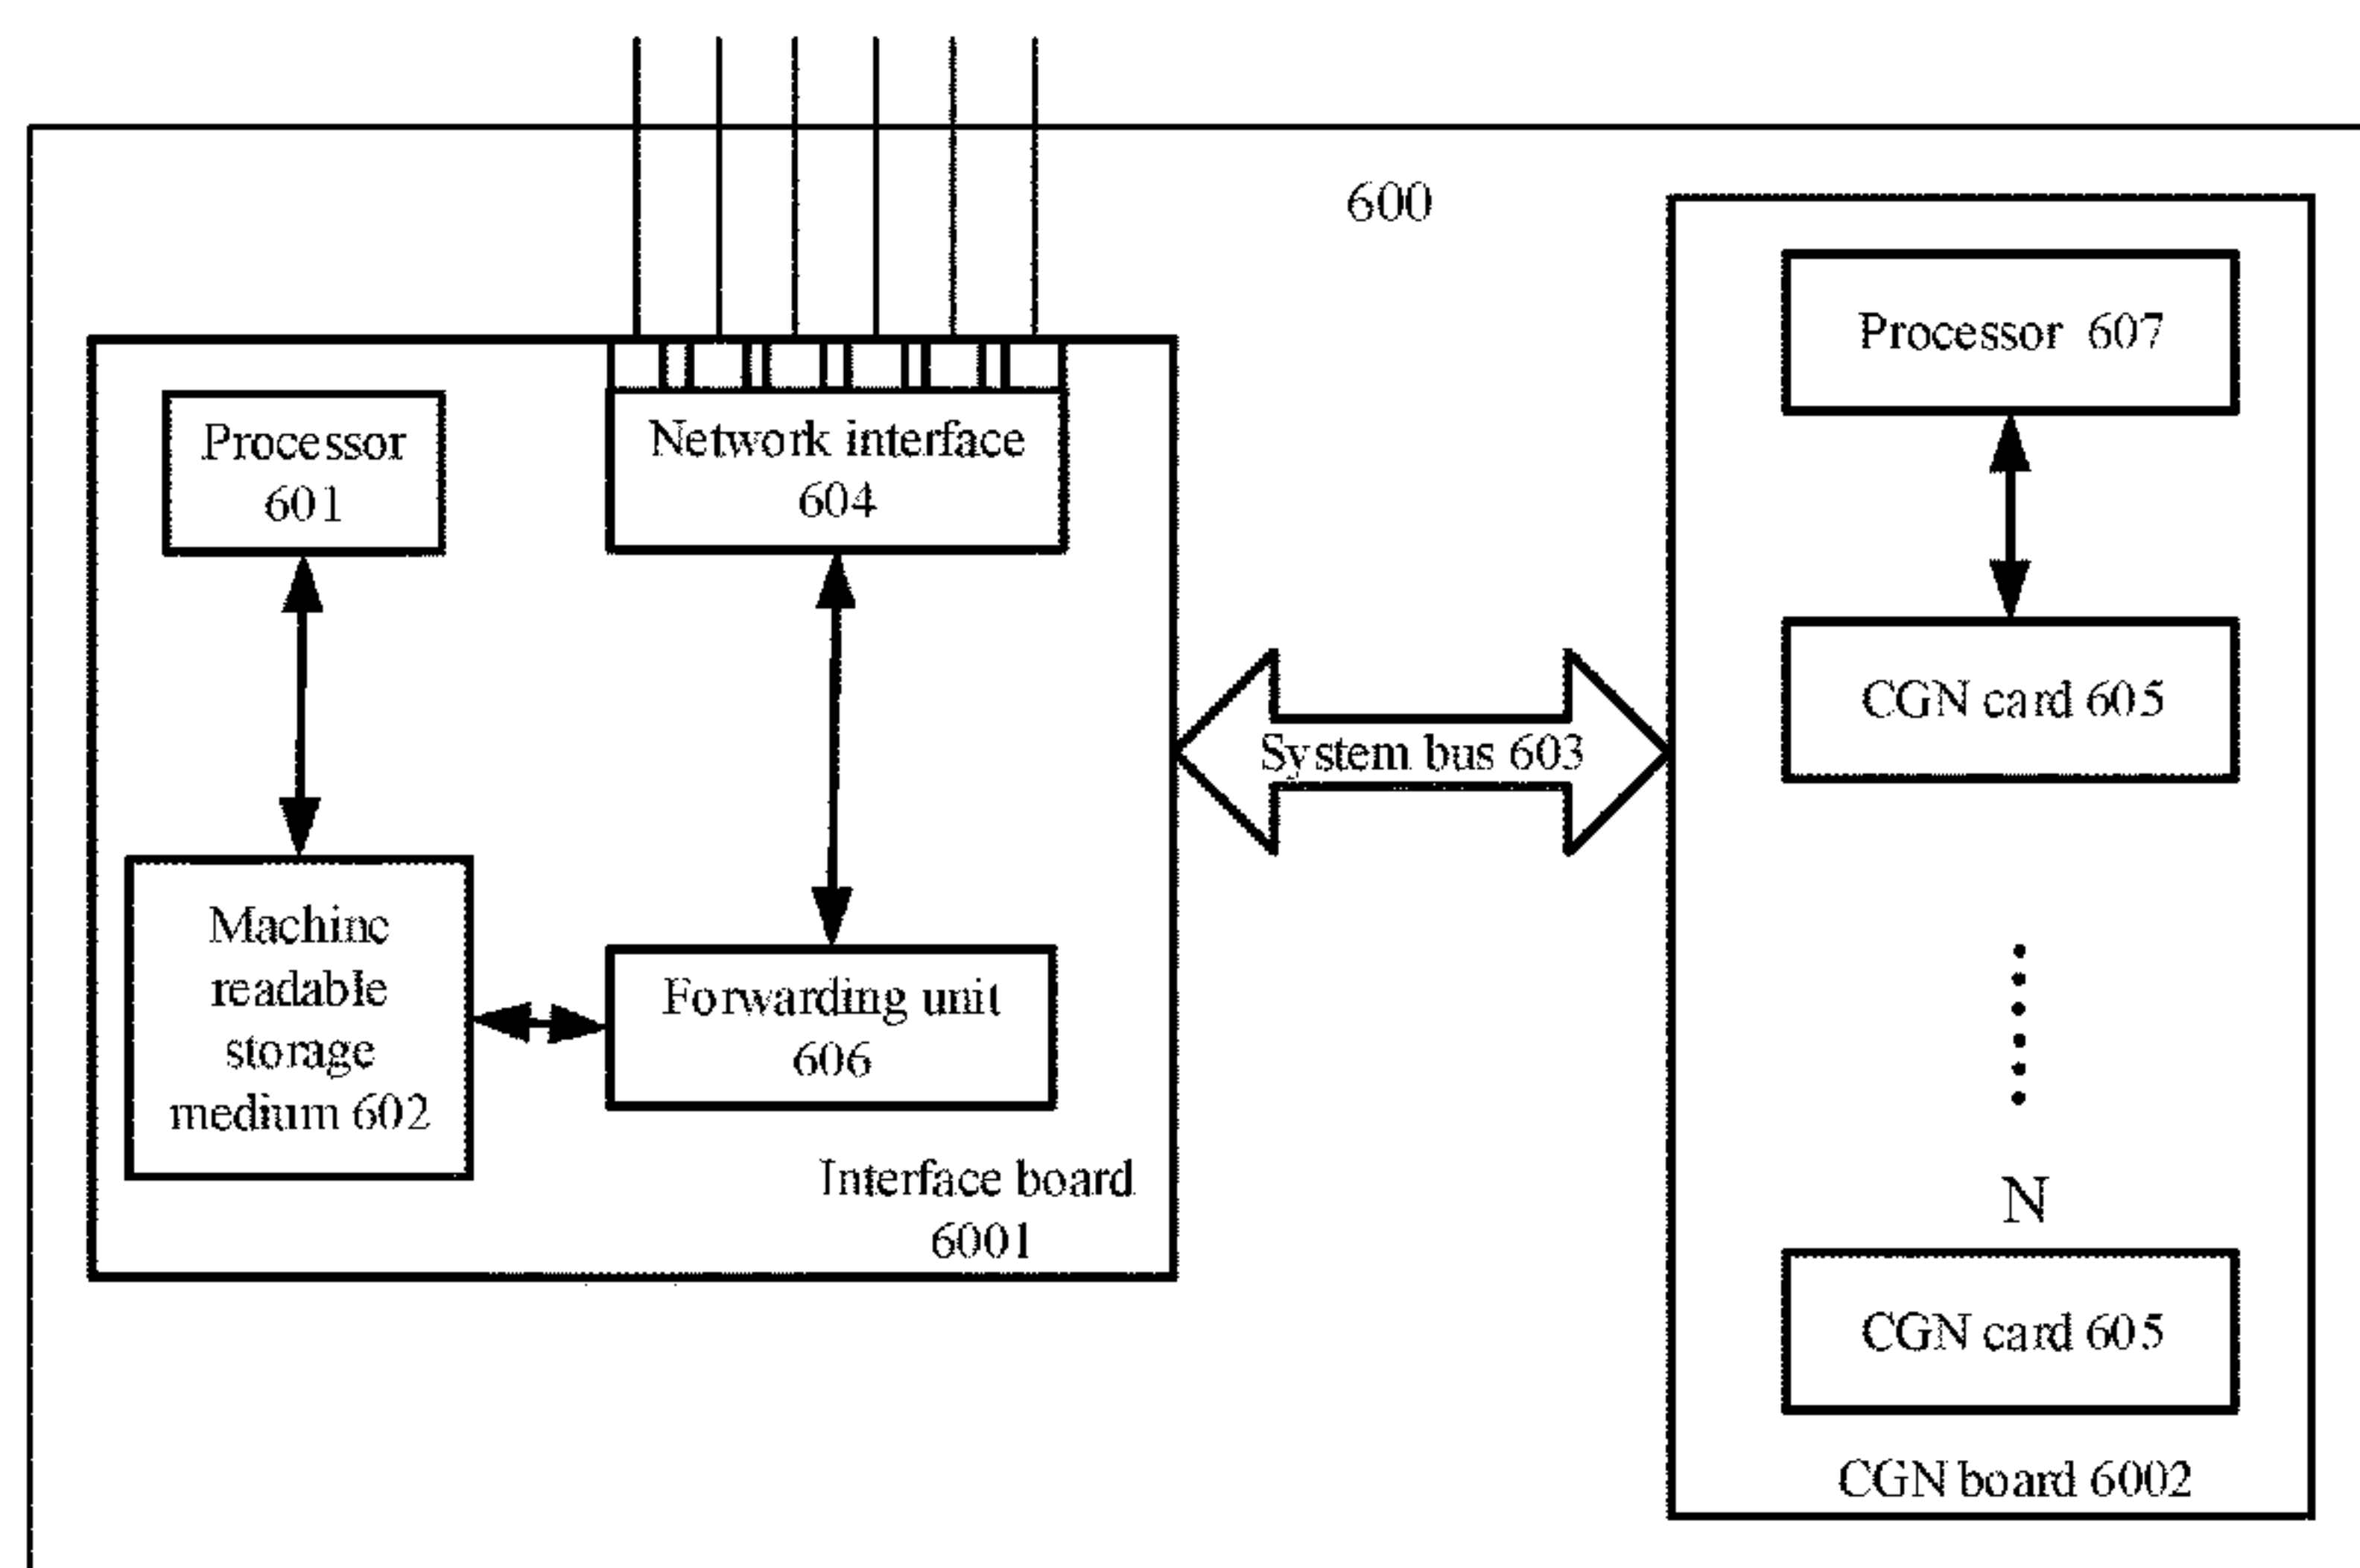 600
Processor
601
Network interface
604
Machine
readable
storage
medium 602
Forwarding unit
606
Interface board
6001
System bus 603
Processor 607
CGN card 605
N
CGN card 605
CGN board 6002